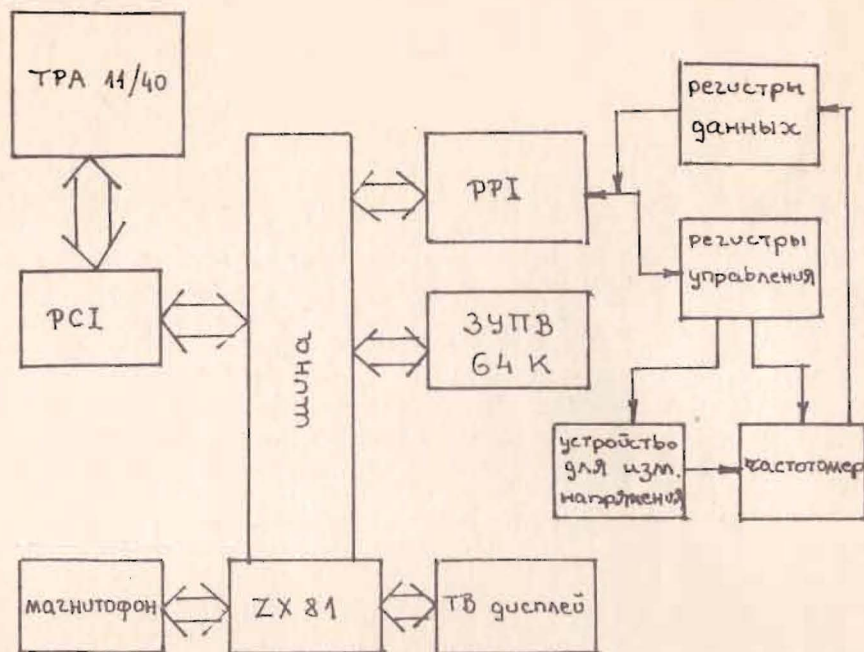 ТРА 11/40
регистры
данных
PPI
регистры
управления
PCI
шина
ЗУПВ
64 К
устройство
для изм.
напряжения
частотомер
магнитофон
ZX 81
ТВ дисплей